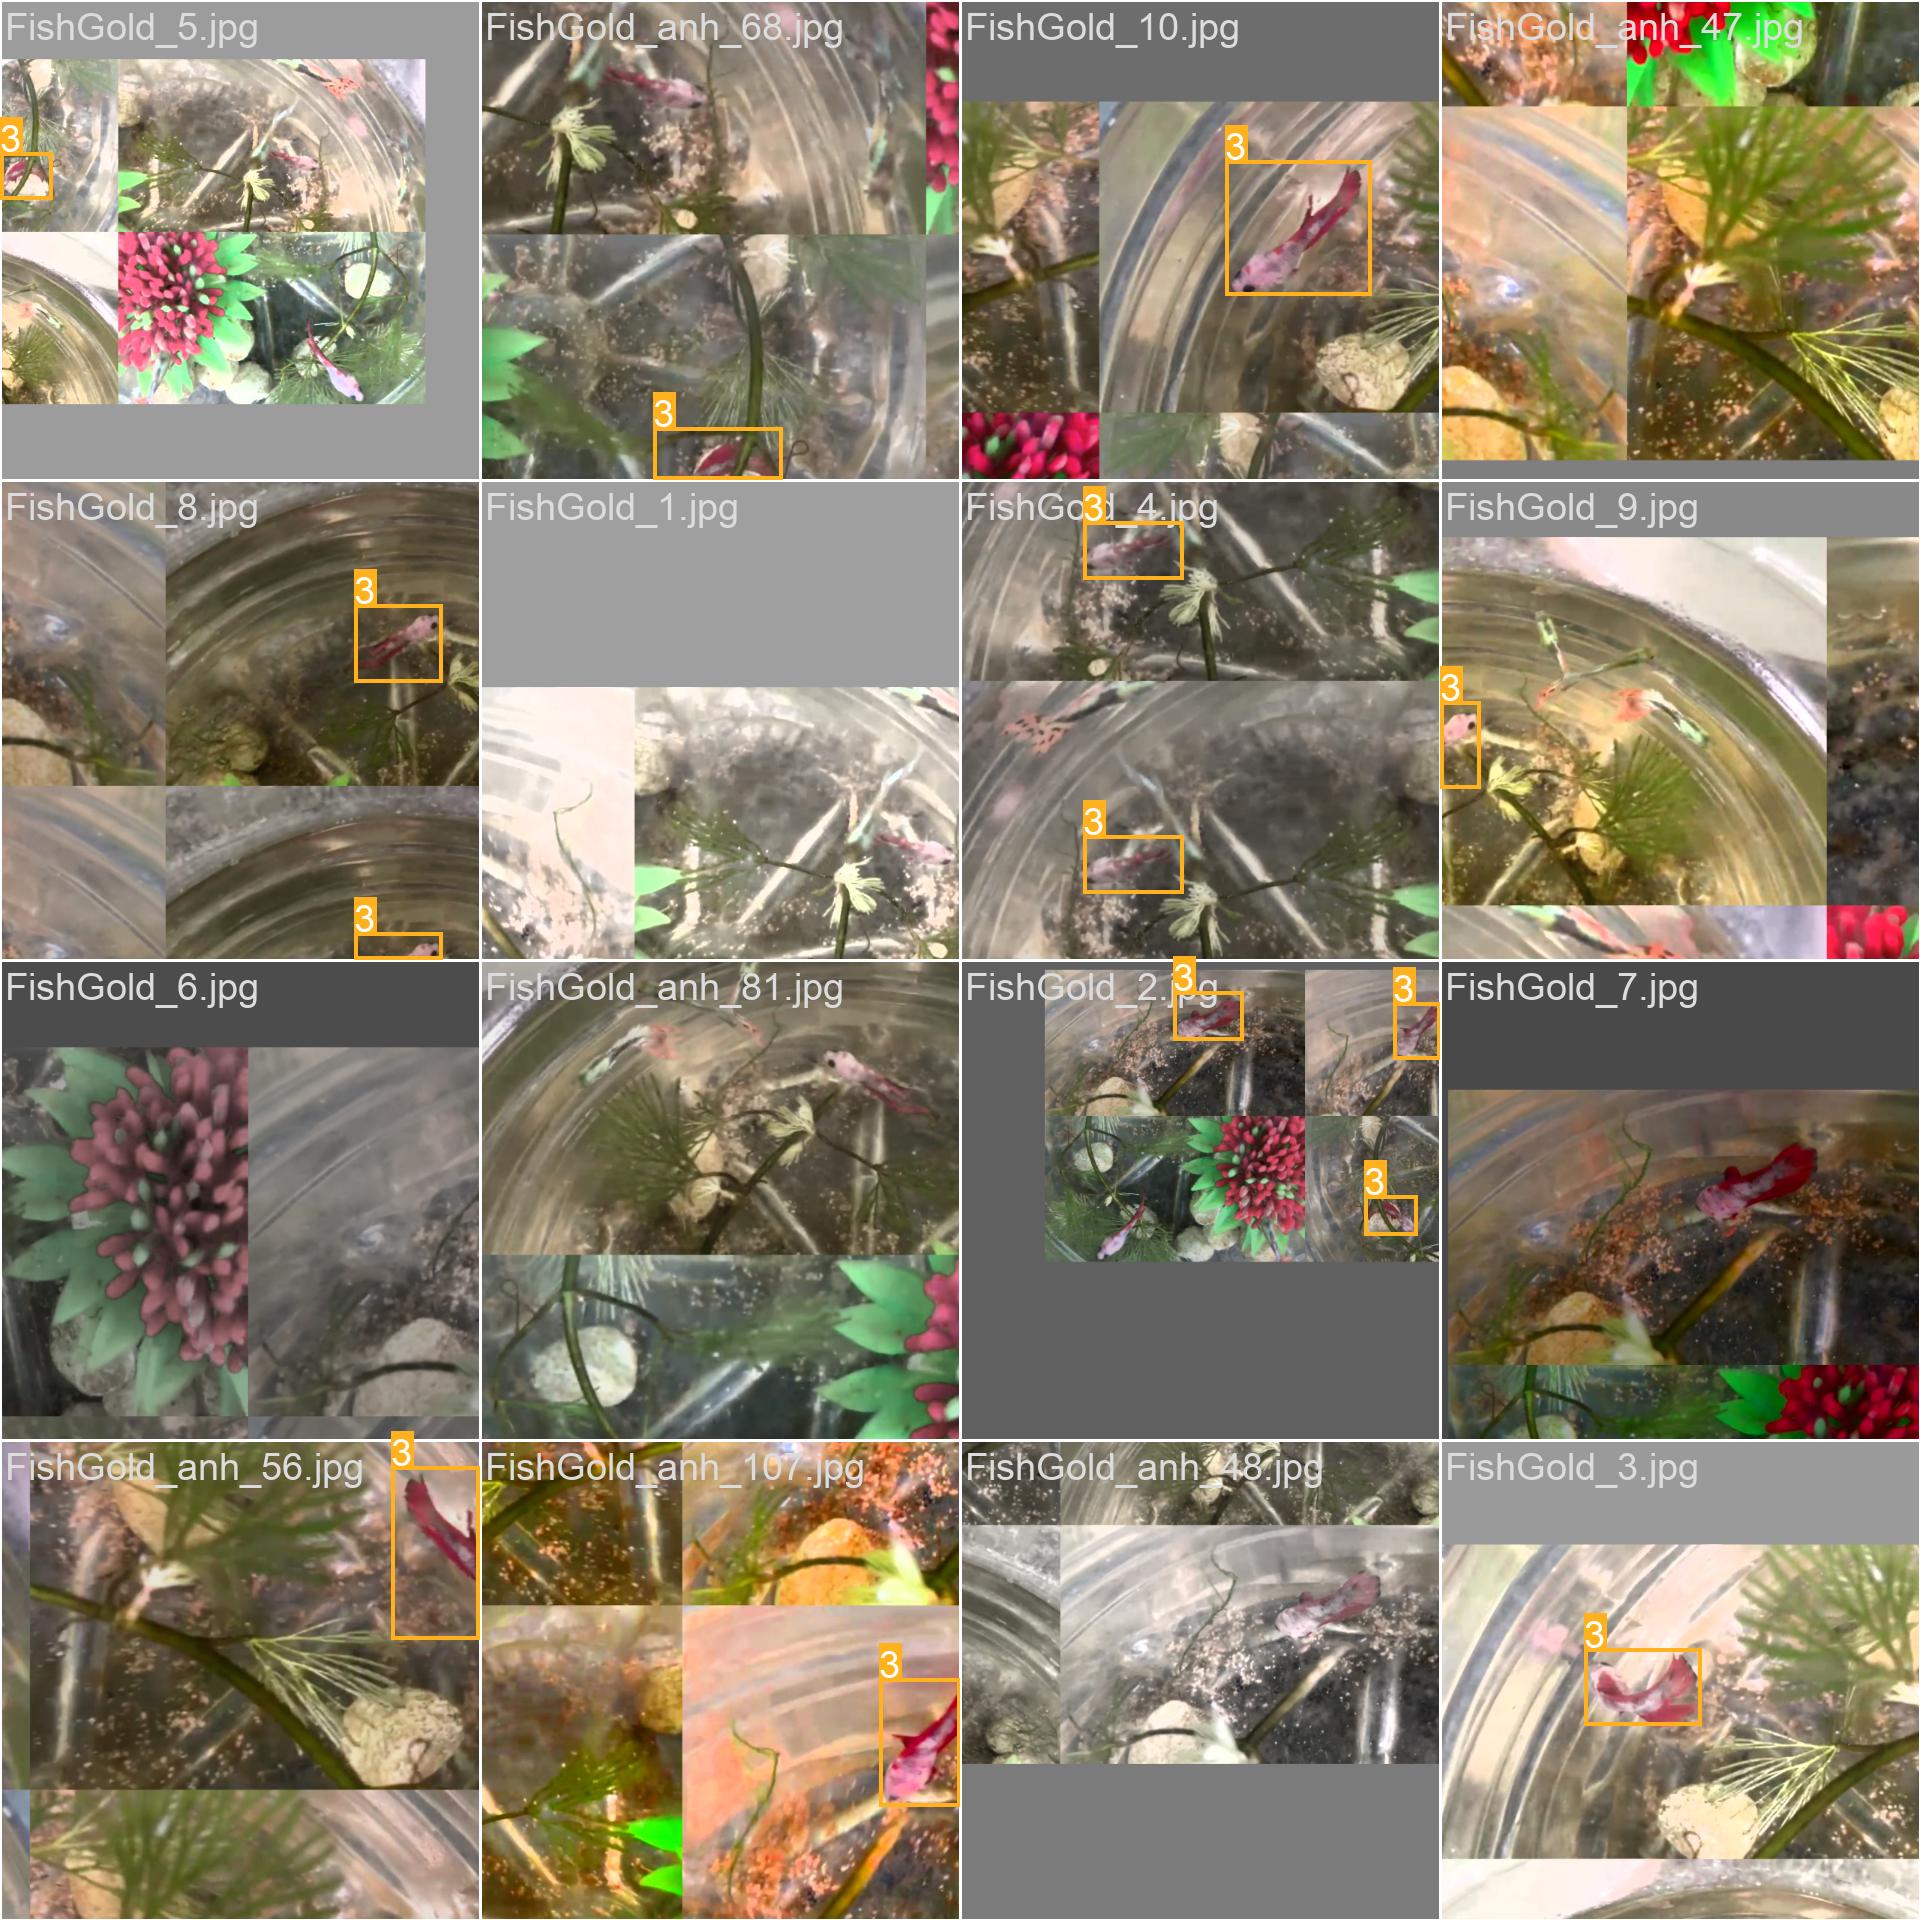 FishGold_5.jpg
FishGold_anh_68.jpg
FishGold_10.jpg
FishGold_anh_47.jpg
3
3
3
FishGold_8.jpg
FishGold_1.jpg
FishGold_4.jpg
FishGold_9.jpg
3
3
3
3
3
FishGold_6.jpg
FishGold_anh_81.jpg
FishGold_2.jpg
FishGold_7.jpg
3
3
3
FishGold_anh_56.jpg
FishGold_anh_107.jpg
FishGold_anh_48.jpg
FishGold_3.jpg
3
3
3